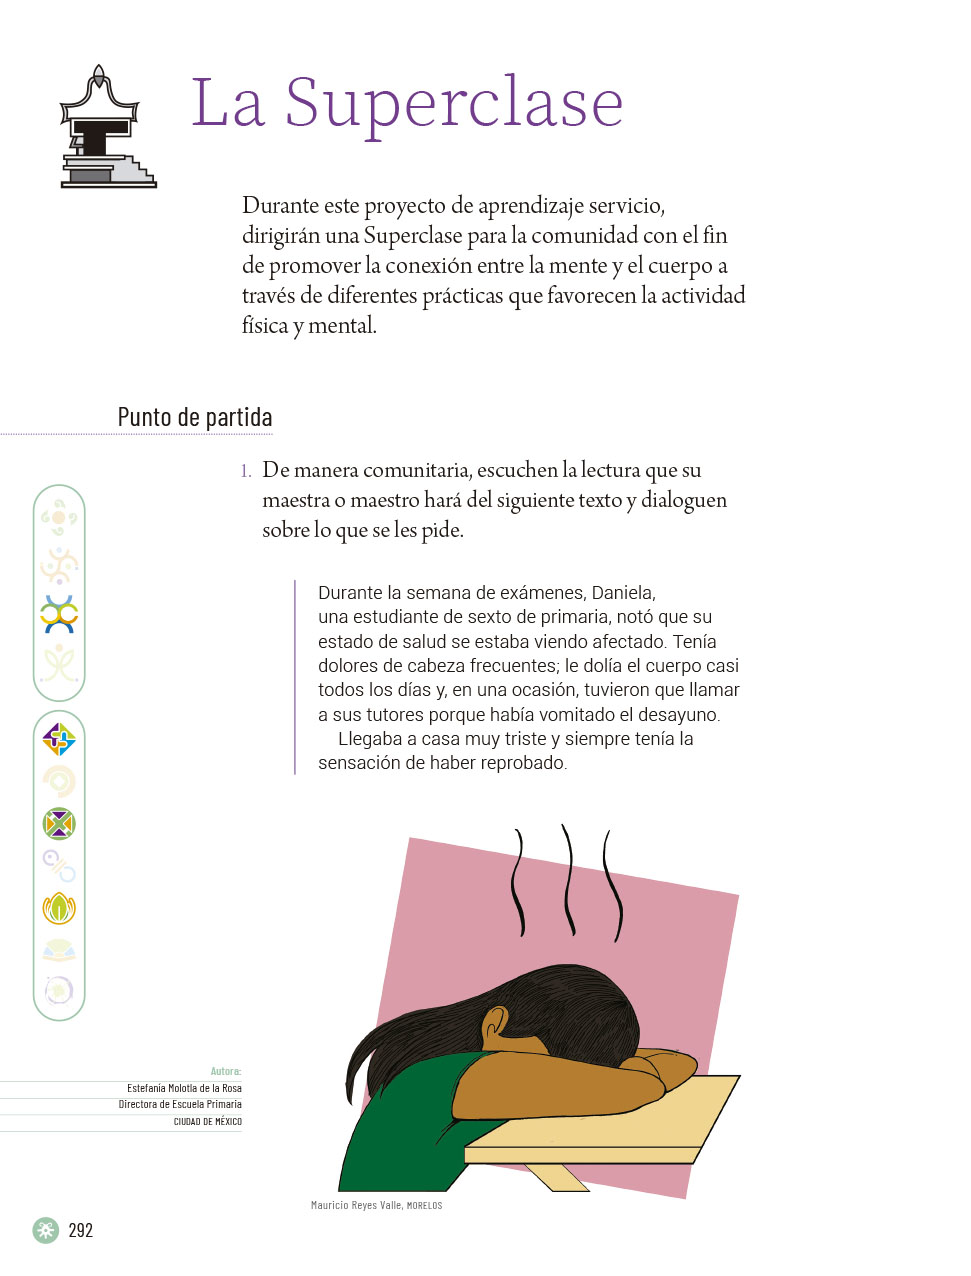 La Superclase
Durante este proyecto de aprendizaje servicio,
dirigirán una Superclase para la comunidad con el fin
de promover la conexión entre la mente y el cuerpo a
través de diferentes prácticas que favorecen la actividad
física y mental.
Punto de partida
1. De manera comunitaria, escuchen la lectura que su
maestra o maestro hará del siguiente texto y dialoguen
sobre lo que se les pide.
Durante la semana de exámenes, Daniela,
una estudiante de sexto de primaria, notó que su
estado de salud se estaba viendo afectado. Tenía
dolores de cabeza frecuentes; le dolía el cuerpo casi
todos los días y, en una ocasión, tuvieron que llamar
a sus tutores porque había vomitado el desayuno.
Llegaba a casa muy triste y siempre tenía la
sensación de haber reprobado.
Autora:
Estefanía Molotla de la Rosa
Directora de Escuela Primaria
CIUDAD DE MÉXICO
Mauricio Reyes Valle, MORELOS
292